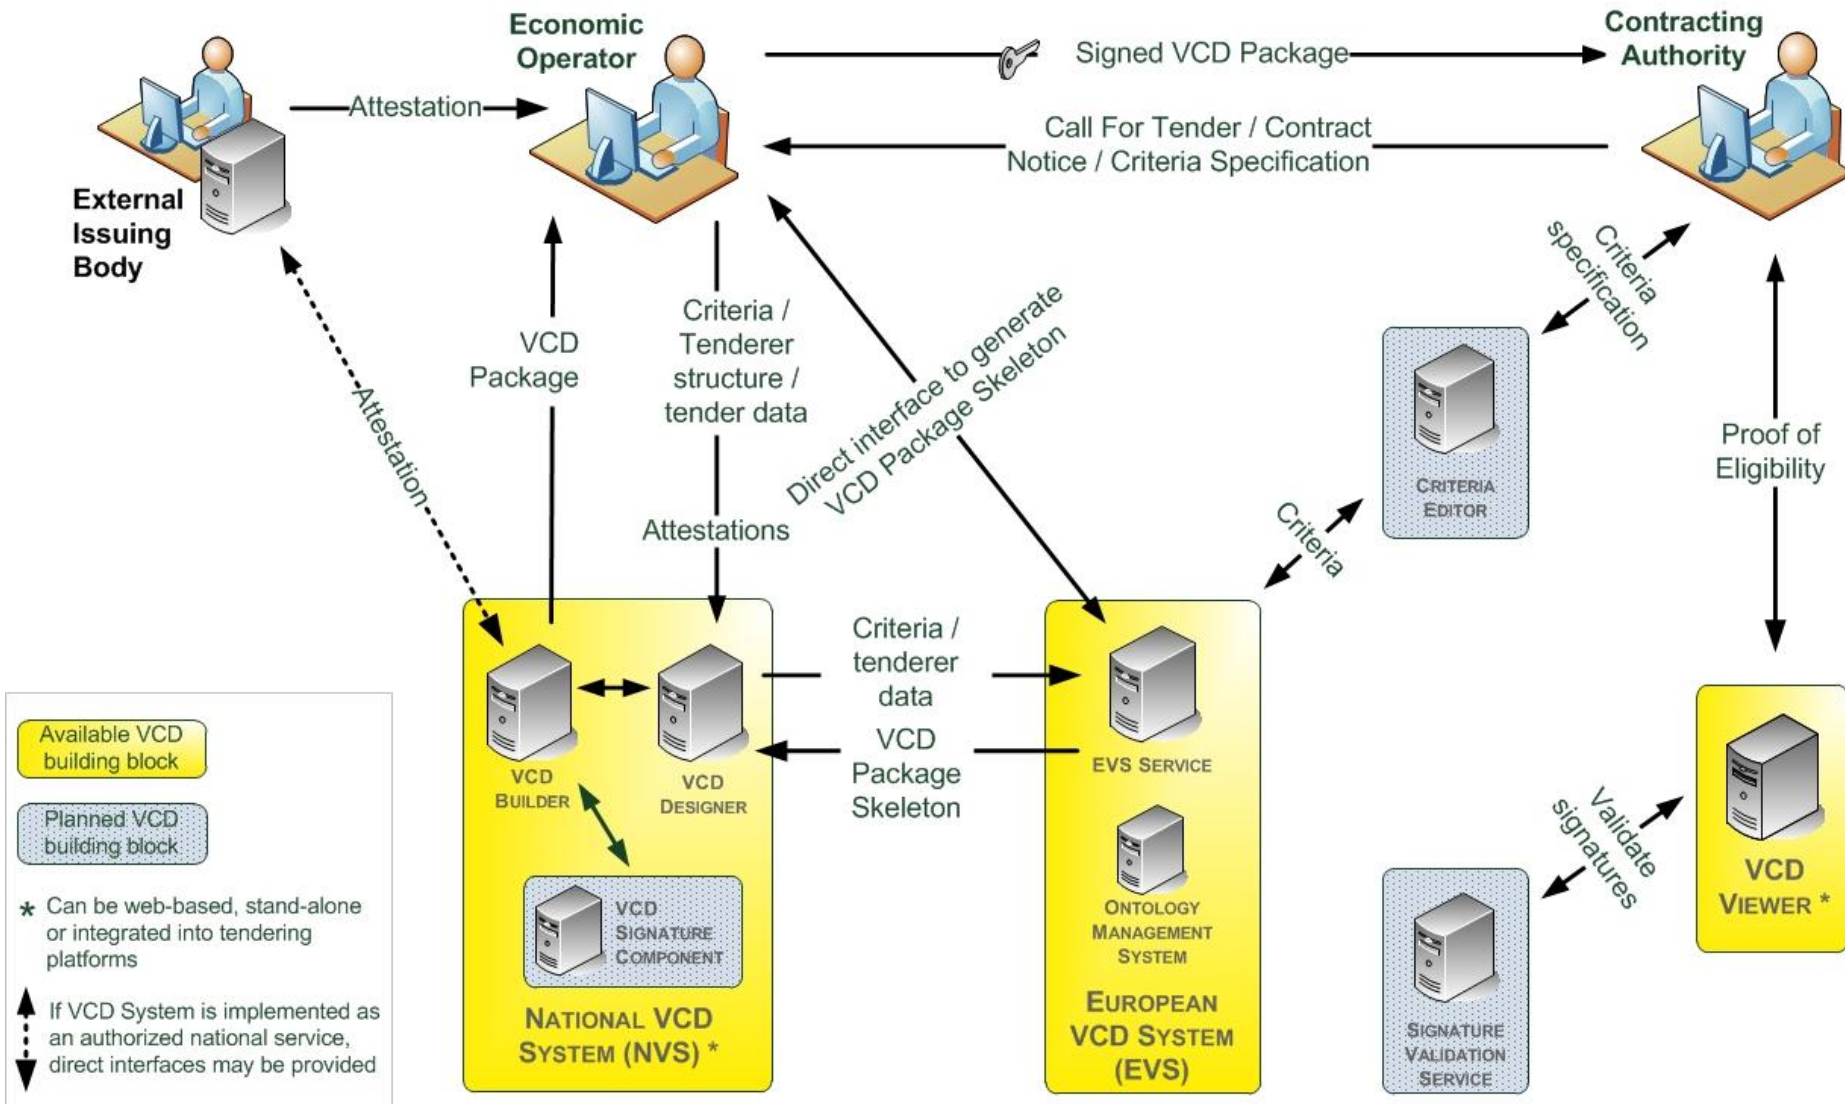 Economic
Operator
Contracting
Authority
Signed VCD Package
Attestation
Call For Tender / Contract
Notice / Criteria Specification
External
Issuing
Body
Criteria
specification
VCD
Package
Criteria /
Tenderer
structure /
tender data
Direct interface to generate
VCD Package Skeleton
Attestation
Attestations
CRITERIA
EDITOR
Criteria
Proof of
Eligibility
Criteria /
tenderer
data
VCD
Package
Skeleton
VCD
BUILDER
VCD
DESIGNER
EVS SERVICE
VCD
SIGNATURE
COMPONENT
ONTOLOGY
MANAGEMENT
SYSTEM
NATIONAL VCD
SYSTEM (NVS) *
EUROPEAN
VCD SYSTEM
(EVS)
Validate
signatures
VCD
VIEWER *
SIGNATURE
VALIDATION
SERVICE
Available VCD
building block
Planned VCD
building block
* Can be web-based, stand-alone
or integrated into tendering
platforms
If VCD System is implemented as
an authorized national service,
direct interfaces may be provided